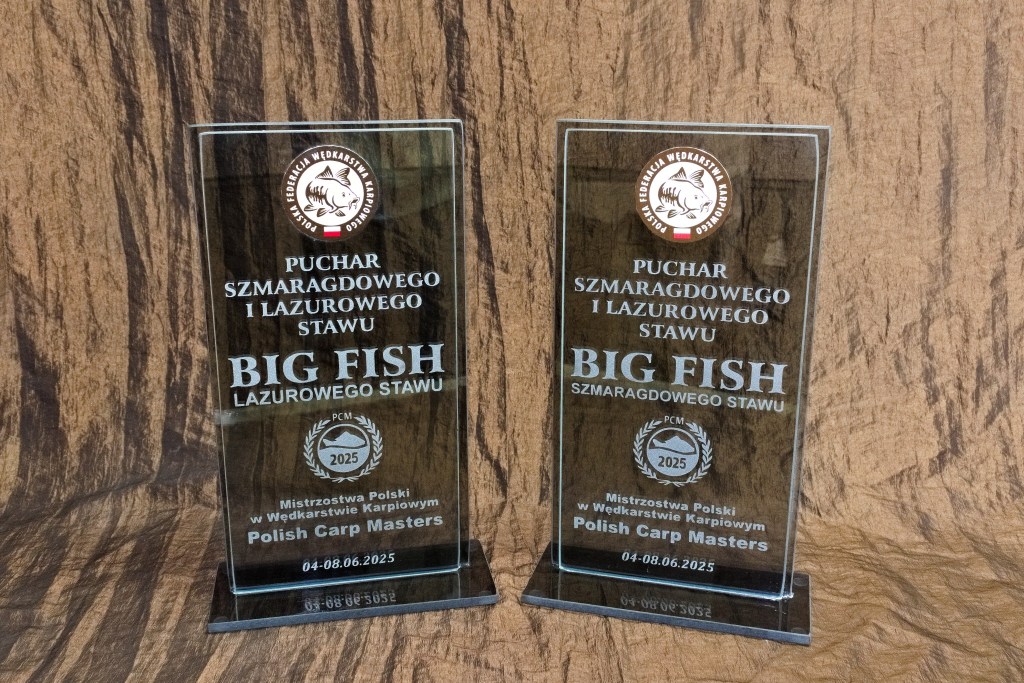 POLSKA FEDERACJA WĘDKARSTWA KARPIOWEGO
PUCHAR
SZMARAGDOWEGO
I LAZUROWEGO
STAWU
BIG FISH
LAZUROWEGO STAWU
PCM
2025
Mistrzostwa Polski
w Wędkarstwie Karpiowym
Polish Carp Masters
04-08.06.2025
POLSKA FEDERACJA WĘDKARSTWA KARPIOWEGO
PUCHAR
SZMARAGDOWEGO
I LAZUROWEGO
STAWU
BIG FISH
SZMARAGDOWEGO STAWU
PCM
2025
Mistrzostwa Polski
w Wędkarstwie Karpiowym
Polish Carp Masters
04-08.06.2025